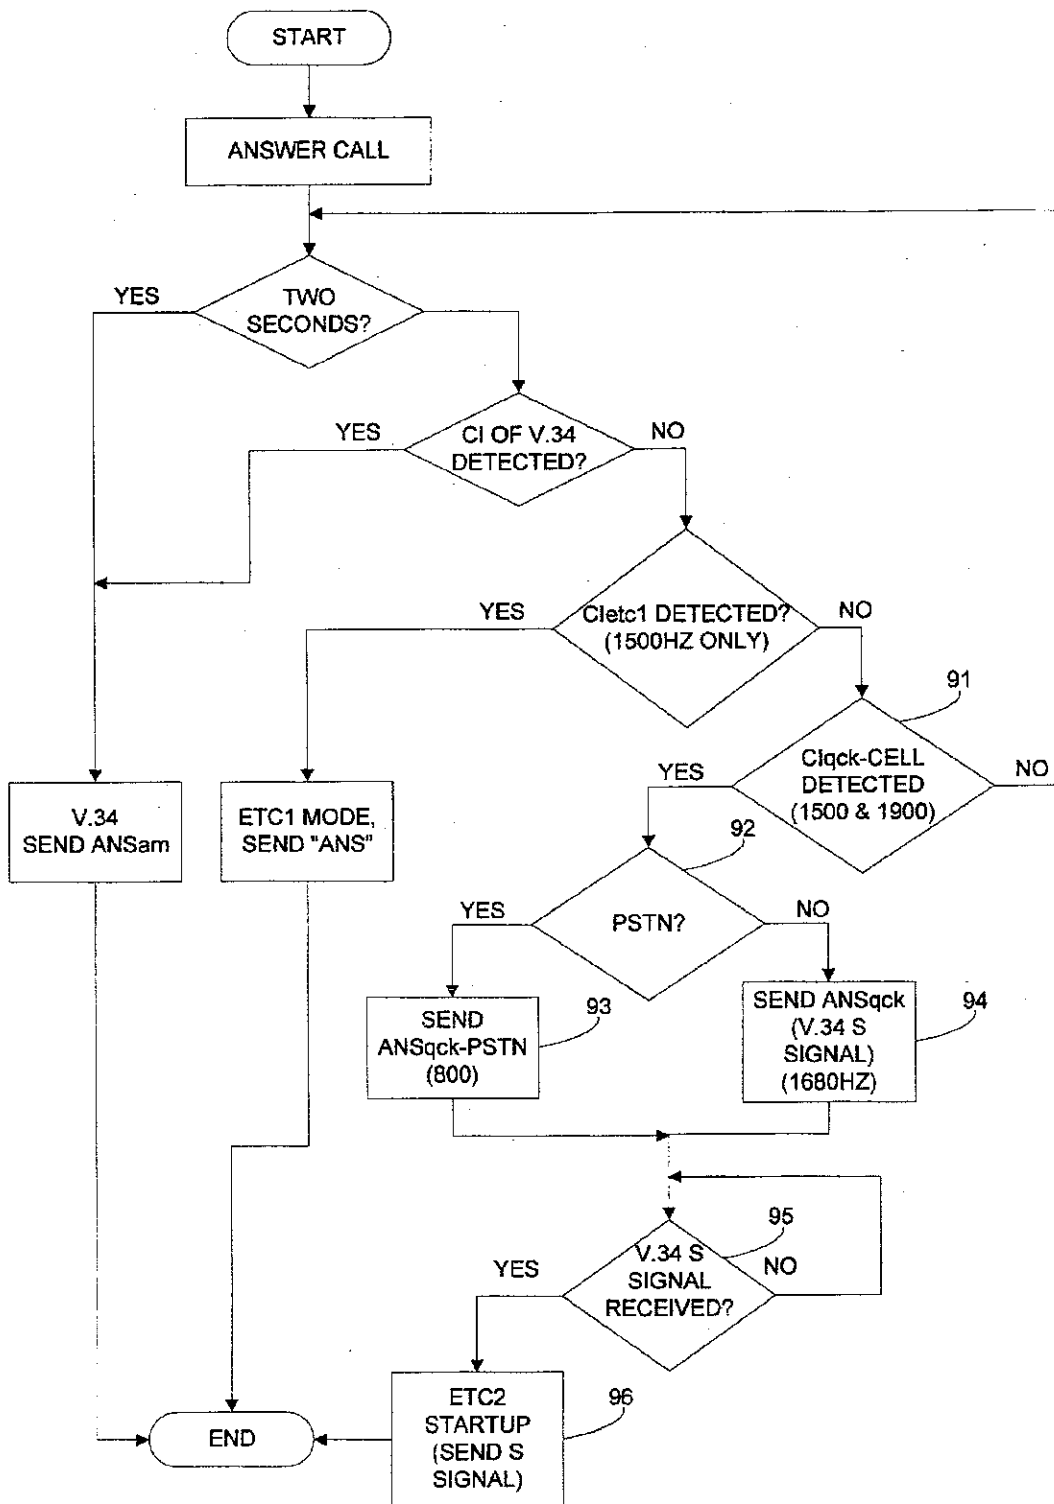 START
ANSWER CALL
YES
TWO
SECONDS?
YES
CI OF V.34
DETECTED?
NO
YES
CIetc1 DETECTED?
(1500HZ ONLY)
NO
91
YES
CIqck-CELL
DETECTED
(1500 & 1900)
NO
V.34
SEND ANSam
ETC1 MODE,
SEND "ANS"
92
YES
PSTN?
NO
SEND
ANSqck-PSTN
(800)
93
SEND ANSqck
(V.34 S
SIGNAL)
(1680HZ)
94
95
YES
V.34 S
SIGNAL
RECEIVED?
NO
END
ETC2
STARTUP
(SEND S
SIGNAL)
96